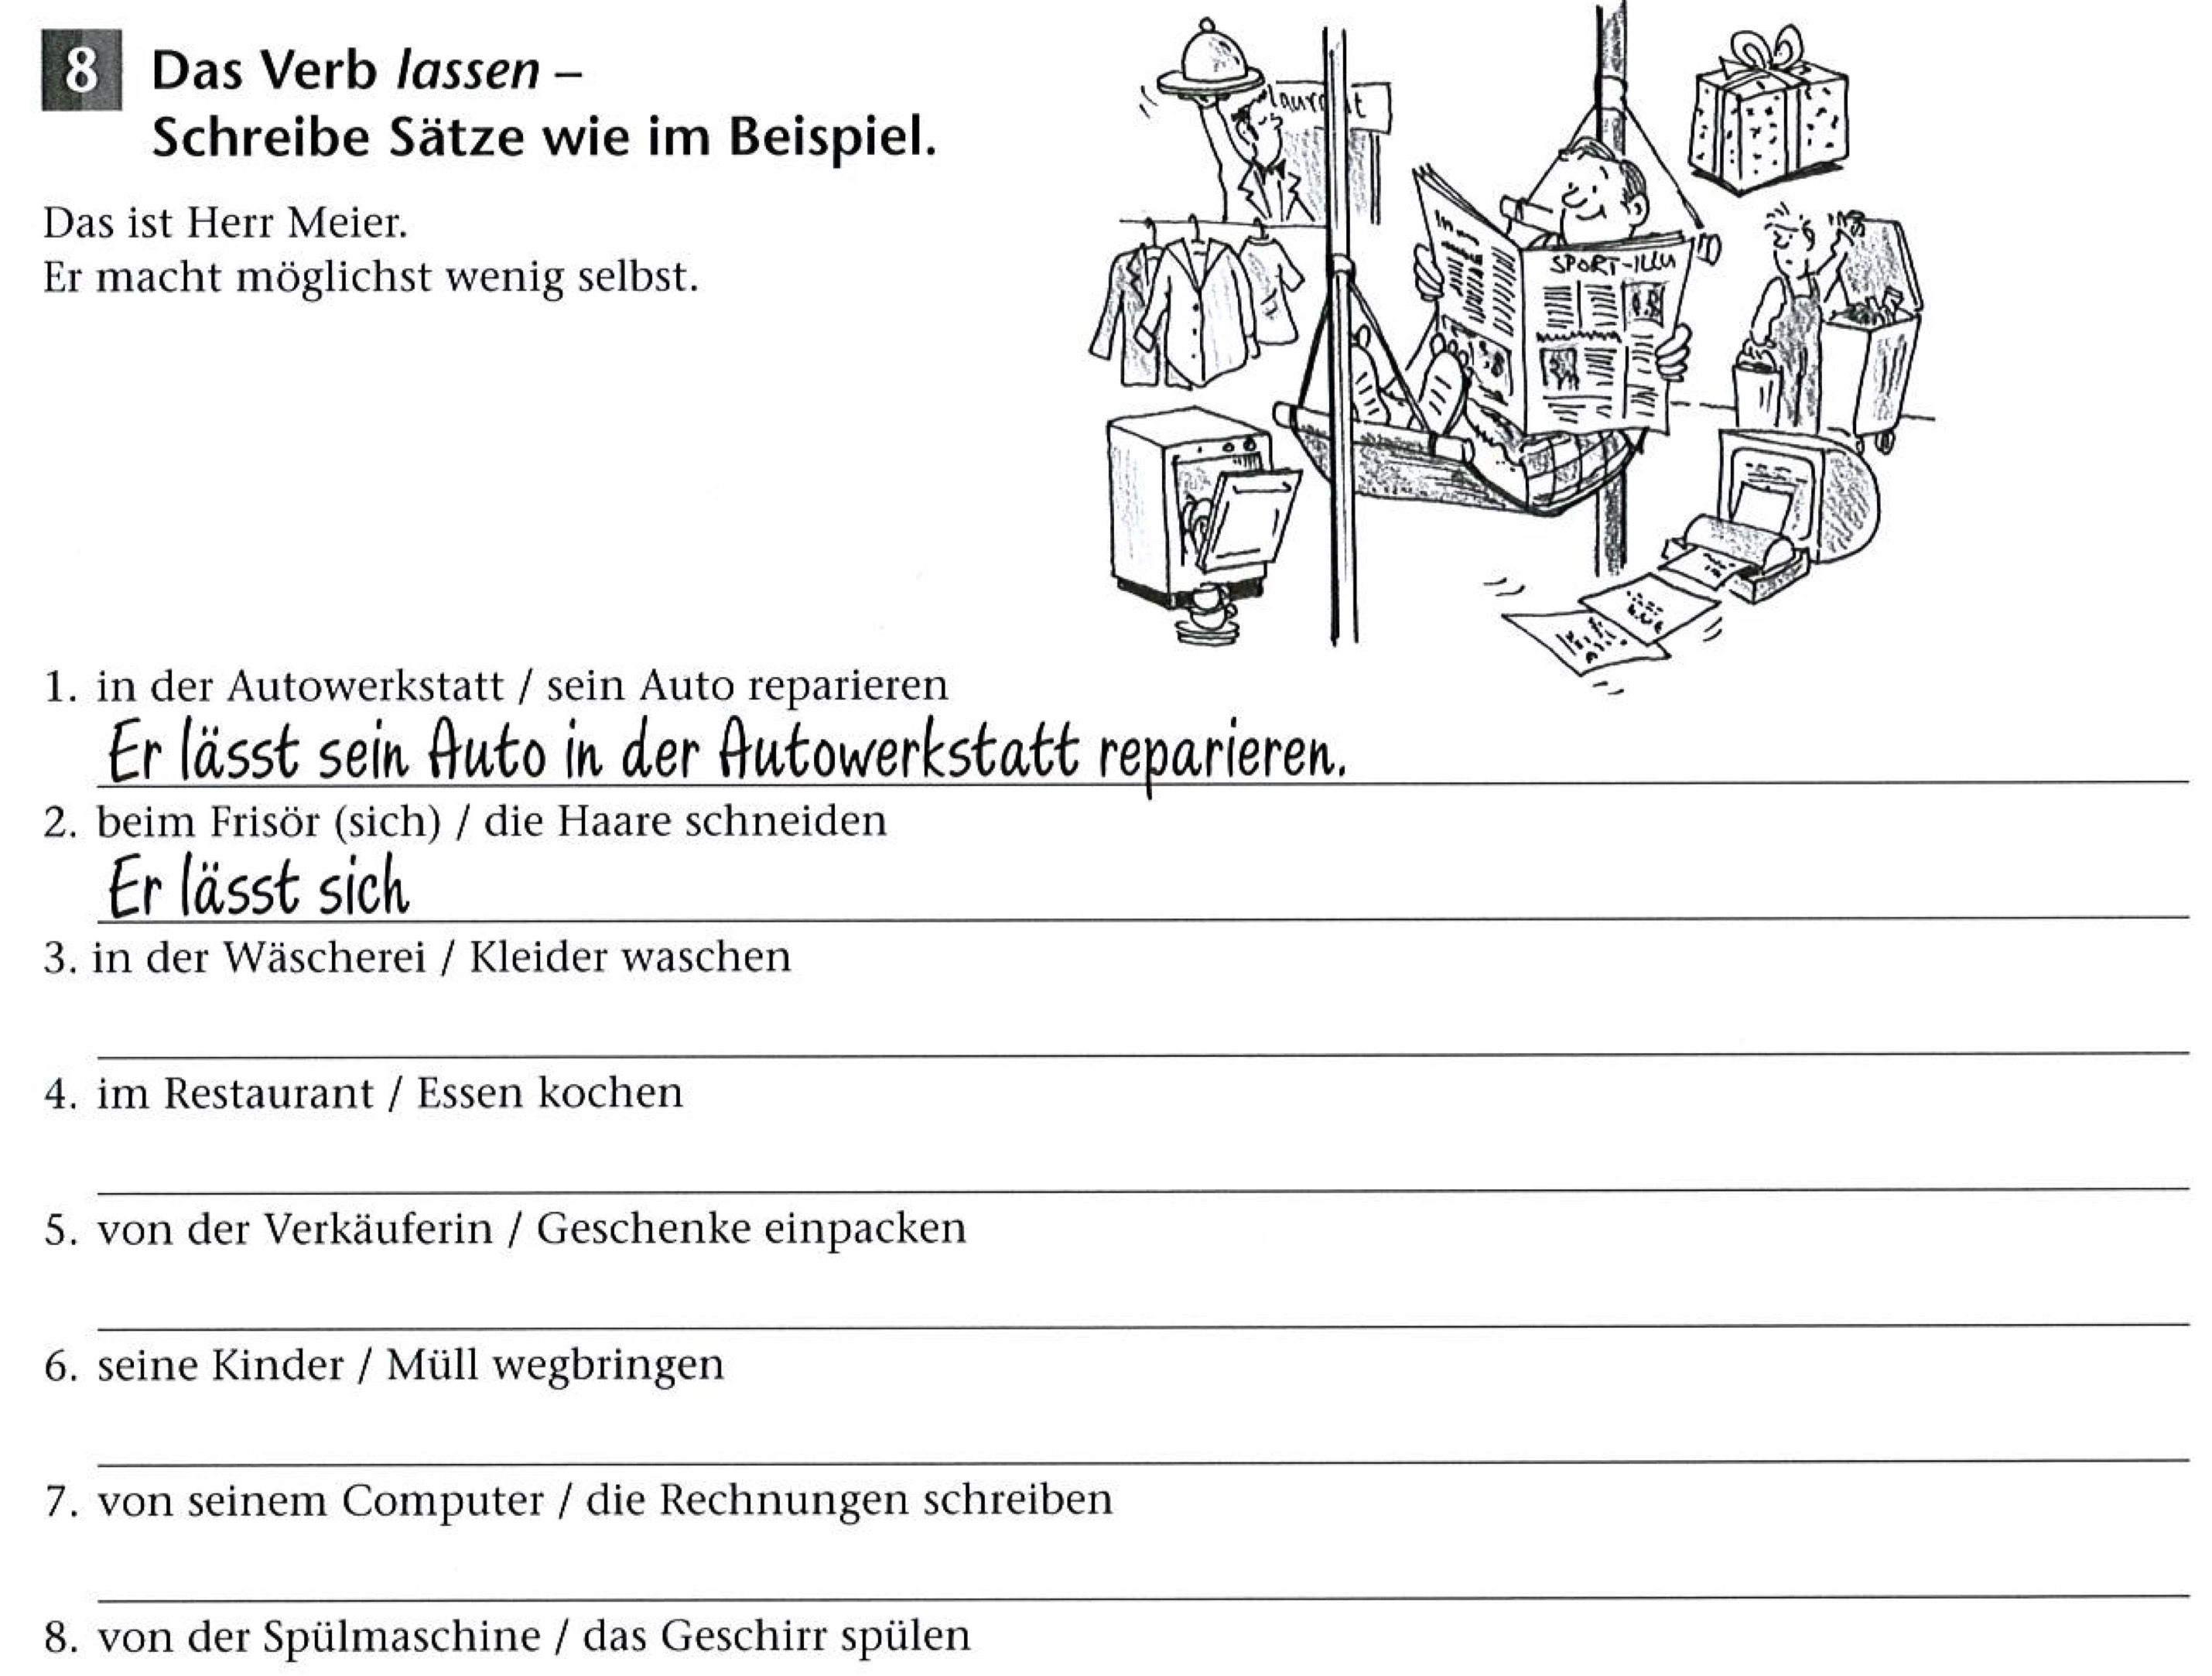 8 Das Verb lassen –
Schreibe Sätze wie im Beispiel.
Das ist Herr Meier.
Er macht möglichst wenig selbst.
SPORT-ILLU
1. in der Autowerkstatt / sein Auto reparieren
Er lässt sein Auto in der Autowerkstatt reparieren.
2. beim Frisör (sich) / die Haare schneiden
Er lässt sich
3. in der Wäscherei / Kleider waschen
4. im Restaurant / Essen kochen
5. von der Verkäuferin / Geschenke einpacken
6. seine Kinder / Müll wegbringen
7. von seinem Computer / die Rechnungen schreiben
8. von der Spülmaschine / das Geschirr spülen